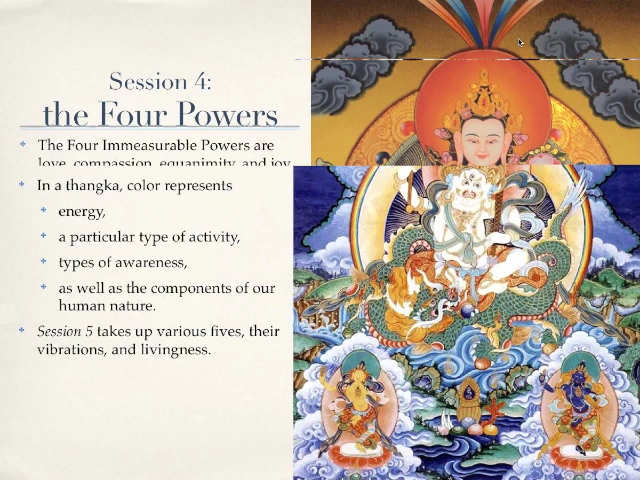 Session 4:
the Four Powers
The Four Immeasurable Powers are
love, compassion, equanimity, and joy
In a thangka, color represents
energy,
a particular type of activity,
types of awareness,
as well as the components of our
human nature.
Session 5 takes up various fives, their
vibrations, and livingness.